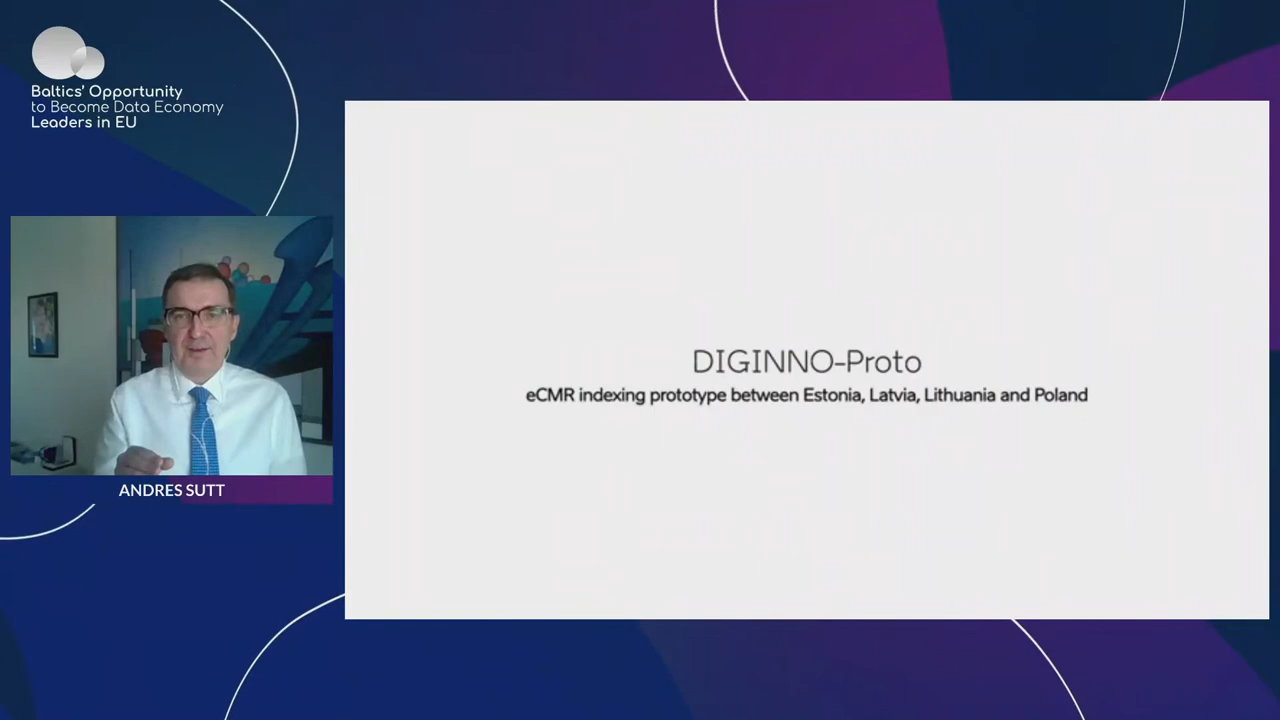 Baltics' Opportunity
to Become Data Economy
Leaders in EU
DIGINNO-Proto
eCMR indexing prototype between Estonia, Latvia, Lithuania and Poland
ANDRES SUTT